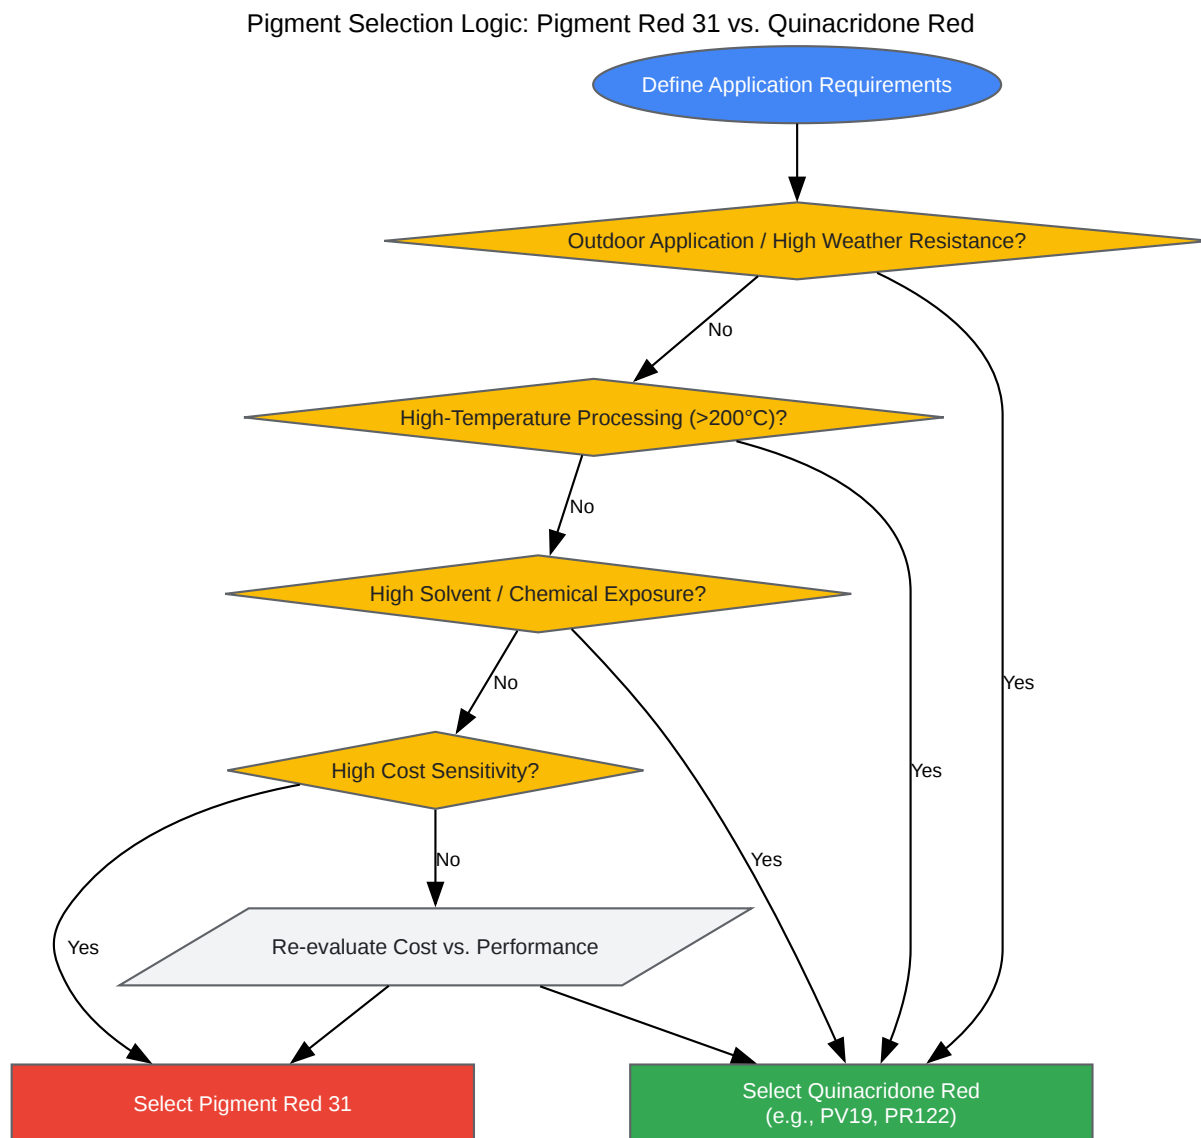 Pigment Selection Logic: Pigment Red 31 vs. Quinacridone Red
Define Application Requirements
Outdoor Application / High Weather Resistance?
No
High-Temperature Processing (>200°C)?
No
High Solvent / Chemical Exposure?
No
Yes
High Cost Sensitivity?
Yes
No
Yes
Yes
Re-evaluate Cost vs. Performance
Select Pigment Red 31
Select Quinacridone Red
(e.g., PV19, PR122)